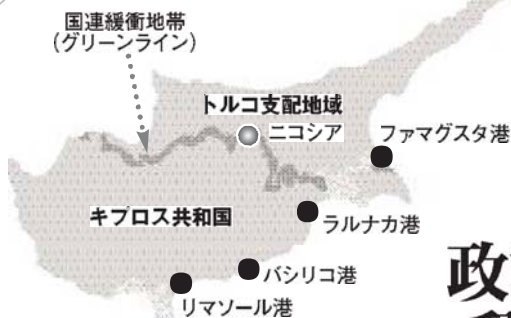 国連緩衝地帯
(グリーンライン)
トルコ支配地域
ニコシア
ファマグスタ港
キプロス共和国
ラルナカ港
バシリコ港
リマソール港
政